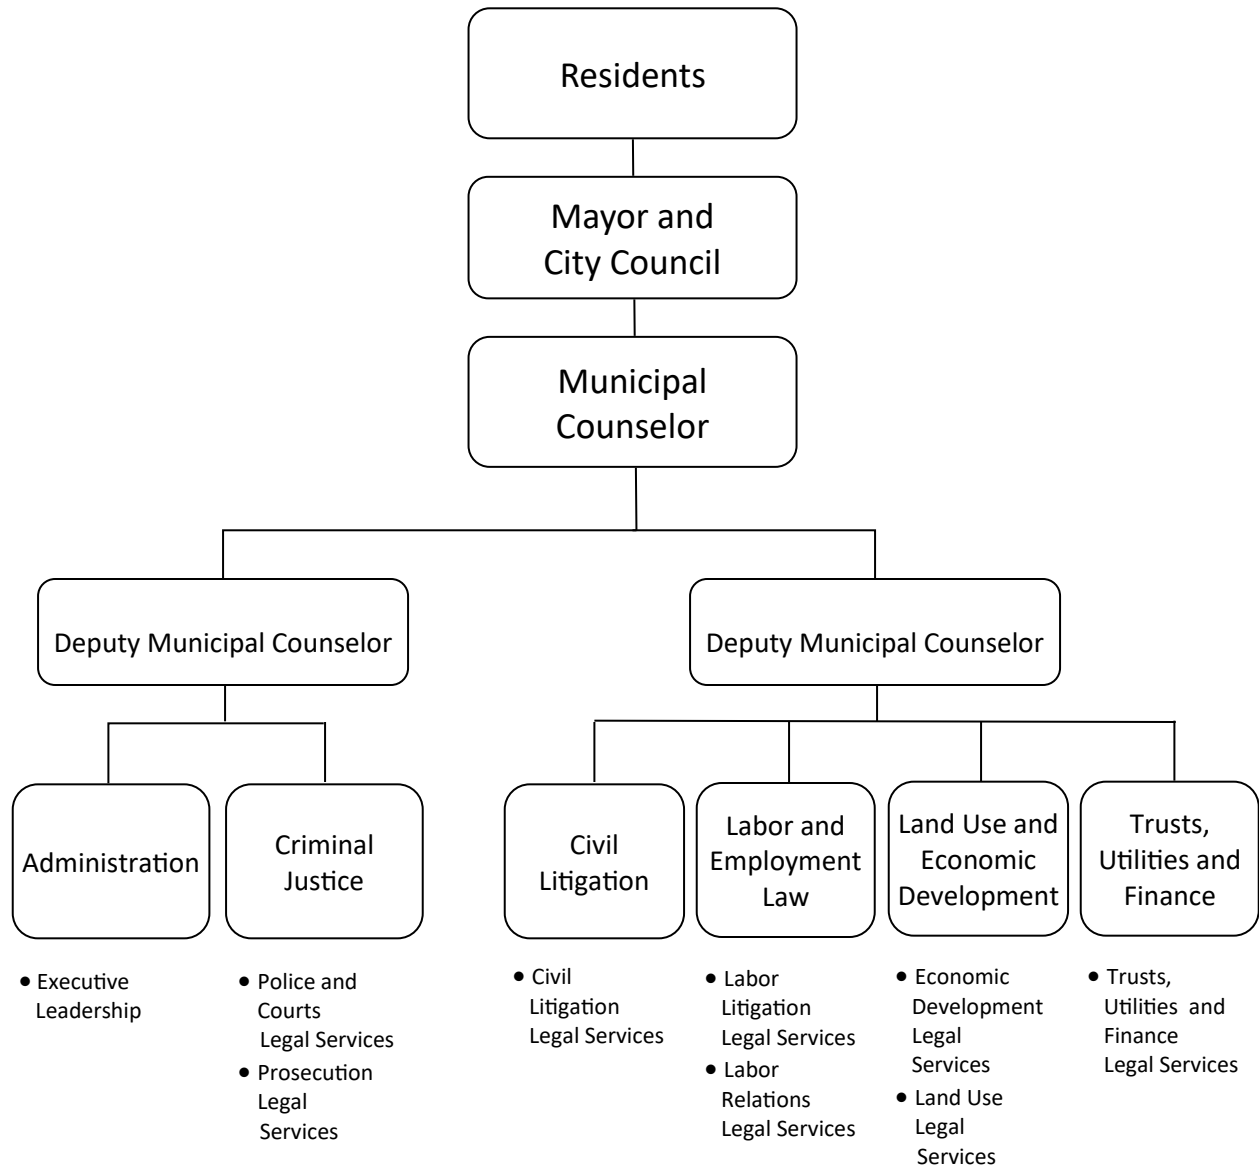 Residents
Mayor and
City Council
Municipal
Counselor
Deputy Municipal Counselor
Deputy Municipal Counselor
Administration
Criminal
Justice
Civil
Litigation
Labor and
Employment
Law
Land Use and
Economic
Development
Trusts,
Utilities and
Finance
• Executive
Leadership
• Police and
Courts
Legal Services
• Prosecution
Legal
Services
• Civil
Litigation
Legal Services
• Labor
Litigation
Legal Services
• Labor
Relations
Legal Services
• Economic
Development
Legal
Services
• Land Use
Legal
Services
• Trusts,
Utilities and
Finance
Legal Services